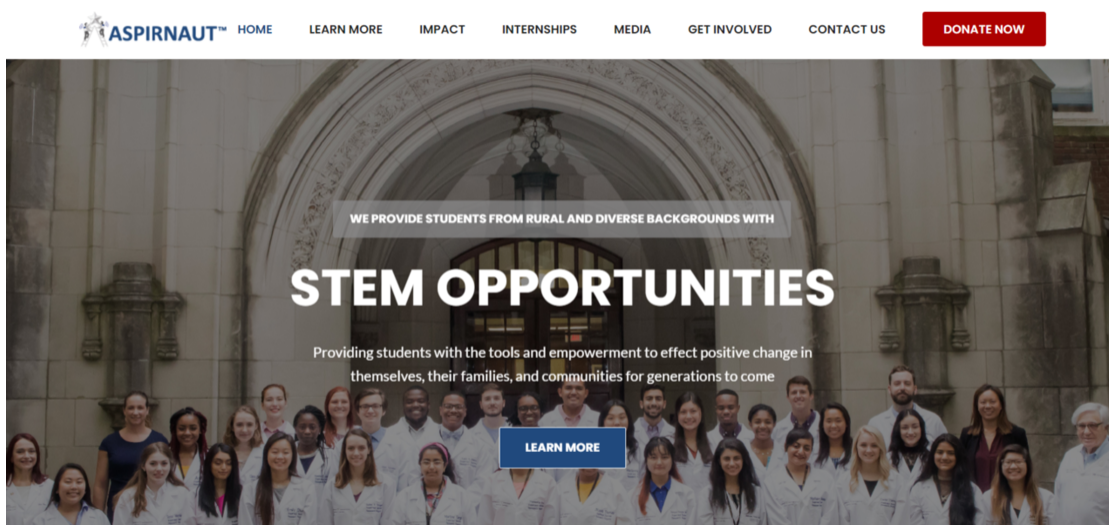 ASPIRNAUT™
HOME
LEARN MORE
IMPACT
INTERNSHIPS
MEDIA
GET INVOLVED
CONTACT US
DONATE NOW
WE PROVIDE STUDENTS FROM RURAL AND DIVERSE BACKGROUNDS WITH
STEM OPPORTUNITIES
Providing students with the tools and empowerment to effect positive change in
themselves, their families, and communities for generations to come
LEARN MORE